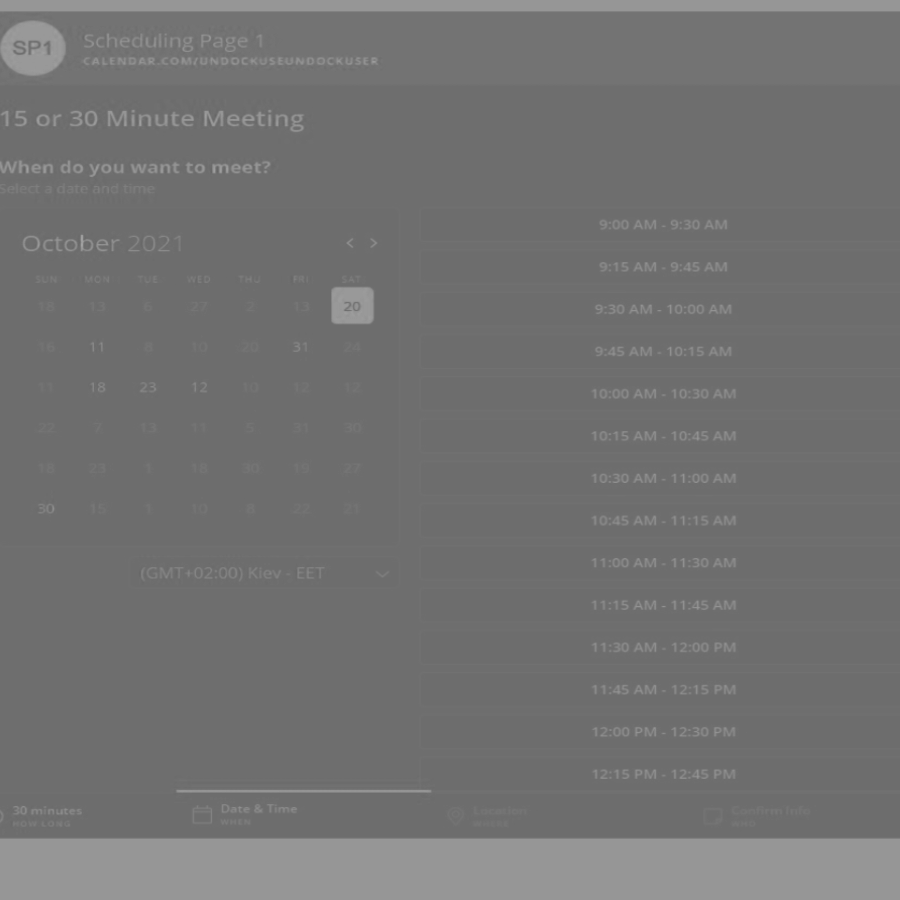 SP1
Scheduling Page 1
CALENDAR.COM/UNDOCKUSEUNDOCKUSER
15 or 30 Minute Meeting
When do you want to meet?
Select a date and time
October 2021 < >
SUN MON TUE WED THU FRI SAT
18 13 6 27 2 13 20
16 11 8 10 20 31 24
11 18 23 12 10 12 12
22 2 13 11 5 31 30
18 23 1 18 30 19 27
30 15 1 10 8 22 21
(GMT+02:00) Kiev - EET
9:00 AM - 9:30 AM
9:15 AM - 9:45 AM
9:30 AM - 10:00 AM
9:45 AM - 10:15 AM
10:00 AM - 10:30 AM
10:15 AM - 10:45 AM
10:30 AM - 11:00 AM
10:45 AM - 11:15 AM
11:00 AM - 11:30 AM
11:15 AM - 11:45 AM
11:30 AM - 12:00 PM
11:45 AM - 12:15 PM
12:00 PM - 12:30 PM
12:15 PM - 12:45 PM
30 minutes
HOW LONG
Date & Time
WHEN
Location
Confirm Info